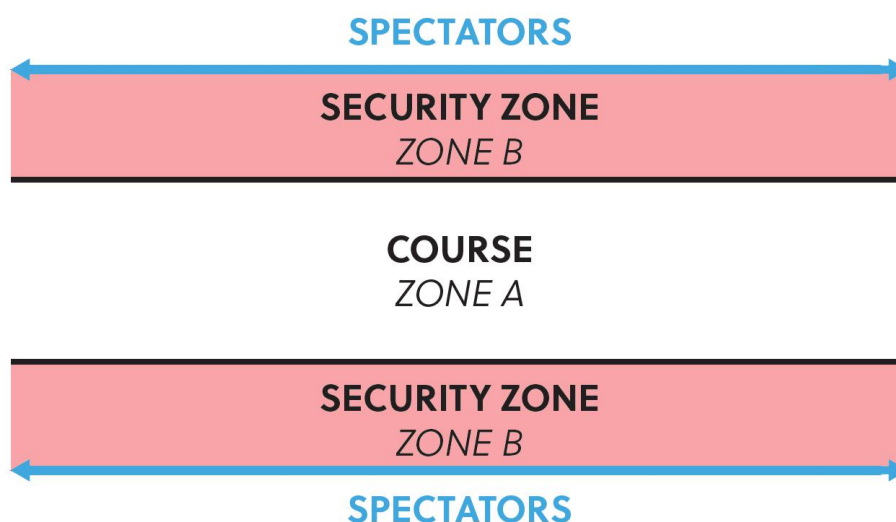 SPECTATORS
SECURITY ZONE
ZONE B
COURSE
ZONE A
SECURITY ZONE
ZONE B
SPECTATORS